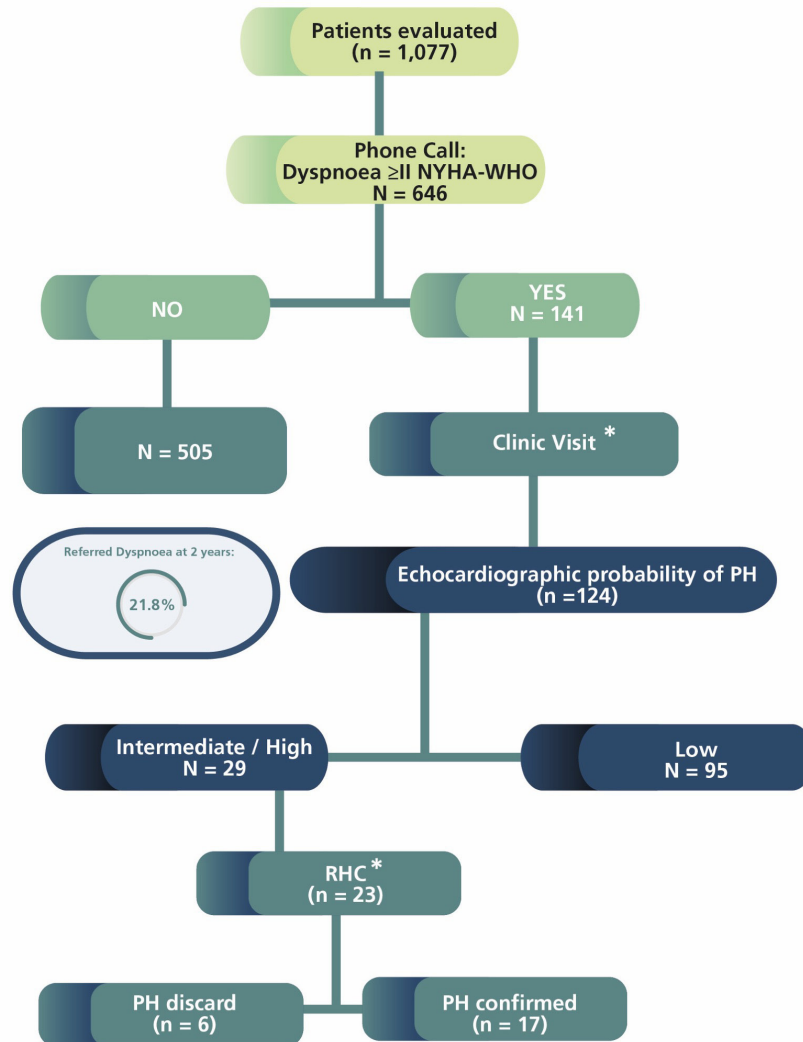 Patients evaluated
(n = 1,077)
Phone Call:
Dyspnoea ≥II NYHA-WHO
N = 646
NO
YES
N = 141
N = 505
Clinic Visit *
Referred Dyspnoea at 2 years:
21.8%
Echocardiographic probability of PH
(n =124)
Intermediate / High
N = 29
Low
N = 95
RHC *
(n = 23)
PH discard
(n = 6)
PH confirmed
(n = 17)